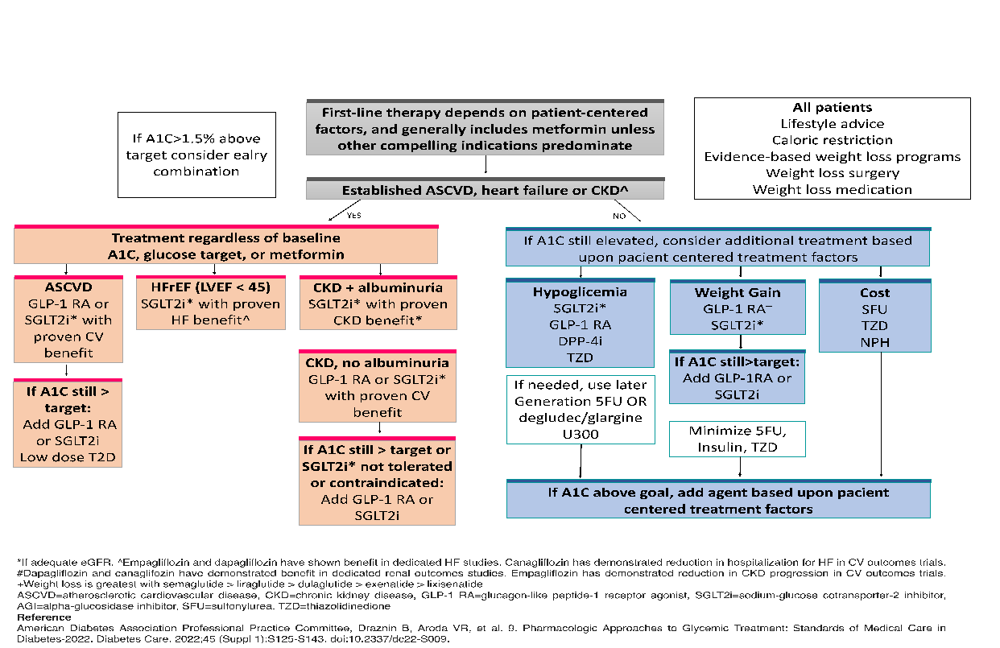 First-line therapy depends on patient-centered
factors, and generally includes metformin unless
other compelling indications predominate
If A1C>1.5% above
target consider ealry
combination
All patients
Lifestyle advice
Caloric restriction
Evidence-based weight loss programs
Weight loss surgery
Weight loss medication
Established ASCVD, heart failure or CKD^
YES
NO
Treatment regardless of baseline
A1C, glucose target, or metformin
If A1C still elevated, consider additional treatment based
upon pacient centered treatment factors
ASCVD
GLP-1 RA or
SGLT2i* with
proven CV
benefit
HFrEF (LVEF < 45)
SGLT2i* with proven
HF benefit^
CKD + albuminuria
SGLT2i* with proven
CKD benefit*
Hypoglicemia
SGLT2i*
GLP-1 RA
DPP-4i
TZD
Weight Gain
GLP-1 RA~
SGLT2i*
Cost
SFU
TZD
NPH
If A1C still >
target:
Add GLP-1 RA
or SGLT2i
Low dose T2D
CKD, no albuminuria
GLP-1 RA or SGLT2i*
with proven CV
benefit
If A1C still > target or
SGLT2i* not tolerated
or contraindicated:
Add GLP-1 RA or
SGLT2i
If needed, use later
Generation 5FU OR
degludec/glargine
U300
If A1C still>target:
Add GLP-1RA or
SGLT2i
Minimize 5FU,
Insulin, TZD
If A1C above goal, add agent based upon pacient
centered treatment factors
*If adequate eGFR. ^Empagliflozin and dapagliflozin have shown benefit in dedicated HF studies. Canagliflozin has demonstrated reduction in hospitalization for HF in CV outcomes trials.
#Dapagliflozin and canaglifozin have demonstrated benefit in dedicated renal outcomes studies. Empagliflozin has demonstrated reduction in CKD progression in CV outcomes trials.
+Weight loss is greatest with semaglutide > liraglutide > dulaglutide > exenatide > lixisenatide
ASCVD=atherosclerotic cardiovascular disease, CKD=chronic kidney disease, GLP-1 RA=glucagon-like peptide-1 receptor agonist, SGLT2i=sodium-glucose cotransporter-2 inhibitor,
AGI=alpha-glucosidase inhibitor, SFU=sulfonylurea. TZD=thiazolidinedione
Reference
American Diabetes Association Professional Practice Committee, Draznin B, Aroda VR, et al. 9. Pharmacologic Approaches to Glycemic Treatment: Standards of Medical Care in
Diabetes-2022. Diabetes Care. 2022;45 (Suppl 1):S125-S143. doi:10.2337/dc22-S009.